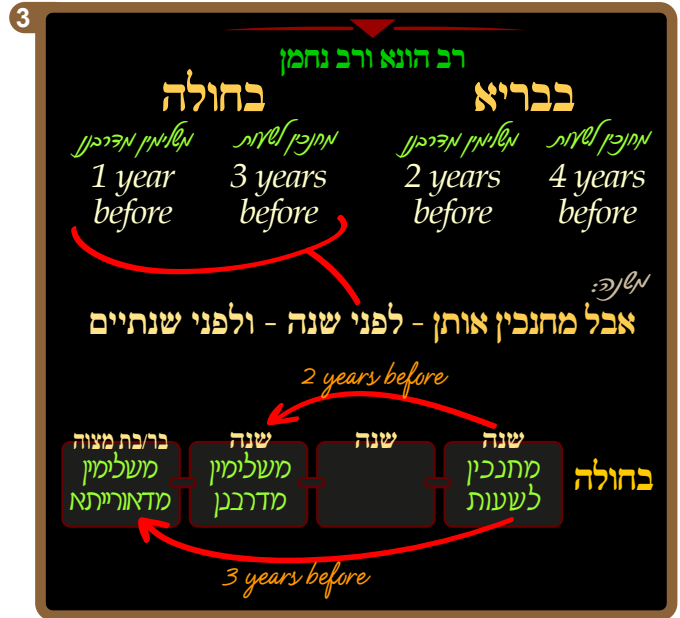 3
רב הונא ורב נחמן
בבריא
מחנכין לשעות
4 years
before
משלימין מדרבנן
2 years
before
בחולה
מחנכין לשעות
3 years
before
משלימין מדרבנן
1 year
before
משנה:
אבל מחנכין אותן - לפני שנה - ולפני שנתיים
2 years before
בחולה
שנה
מחנכין
לשעות
שנה
שנה
משלימין
מדרבנן
בר/בת מצוה
משלימין
מדאורייתא
3 years before